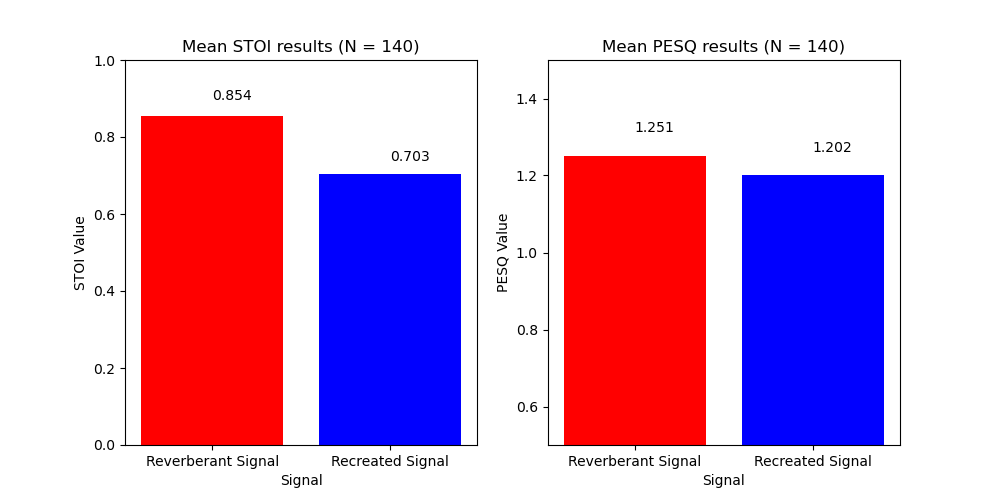 Mean STOI results (N = 140)
STOI Value
1.0
0.8
0.6
0.4
0.2
0.0
0.854
0.703
Reverberant Signal
Recreated Signal
Signal
Mean PESQ results (N = 140)
PESQ Value
1.4
1.2
1.0
0.8
0.6
1.251
1.202
Reverberant Signal
Recreated Signal
Signal